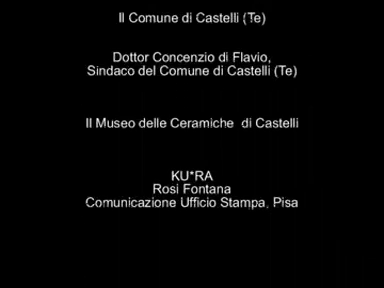 Il Comune di Castelli (Te)
Dottor Concenzio di Flavio,
Sindaco del Comune di Castelli (Te)
Il Museo delle Ceramiche di Castelli
KU*RA
Rosi Fontana
Comunicazione Ufficio Stampa, Pisa